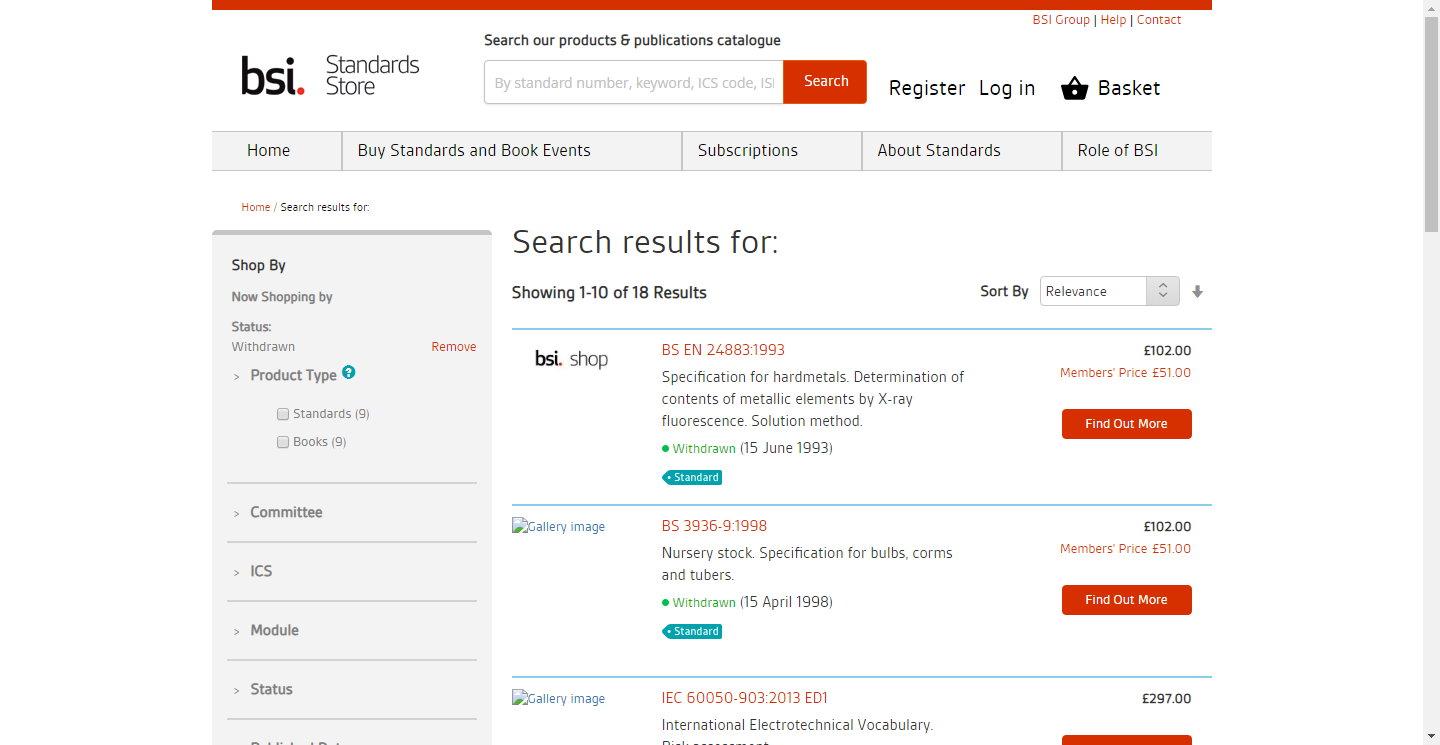 BSI Group | Help | Contact
Search our products & publications catalogue
bsi. Standards Store
By standard number, keyword, ICS code, ISI
Search
Register
Log in
Basket
Home
Buy Standards and Book Events
Subscriptions
About Standards
Role of BSI
Home / Search results for:
Shop By
Now Shopping by
Status:
Withdrawn
Remove
> Product Type ?
Standards (9)
Books (9)
> Committee
> ICS
> Module
> Status
Search results for:
Showing 1-10 of 18 Results
Sort By
Relevance
bsi. shop
BS EN 24883:1993
Specification for hardmetals. Determination of
contents of metallic elements by X-ray
fluorescence. Solution method.
Withdrawn (15 June 1993)
Standard
£102.00
Members' Price £51.00
Find Out More
Gallery image
BS 3936-9:1998
Nursery stock. Specification for bulbs, corms
and tubers.
Withdrawn (15 April 1998)
Standard
£102.00
Members' Price £51.00
Find Out More
Gallery image
IEC 60050-903:2013 ED1
International Electrotechnical Vocabulary.
Risk assessment
£297.00